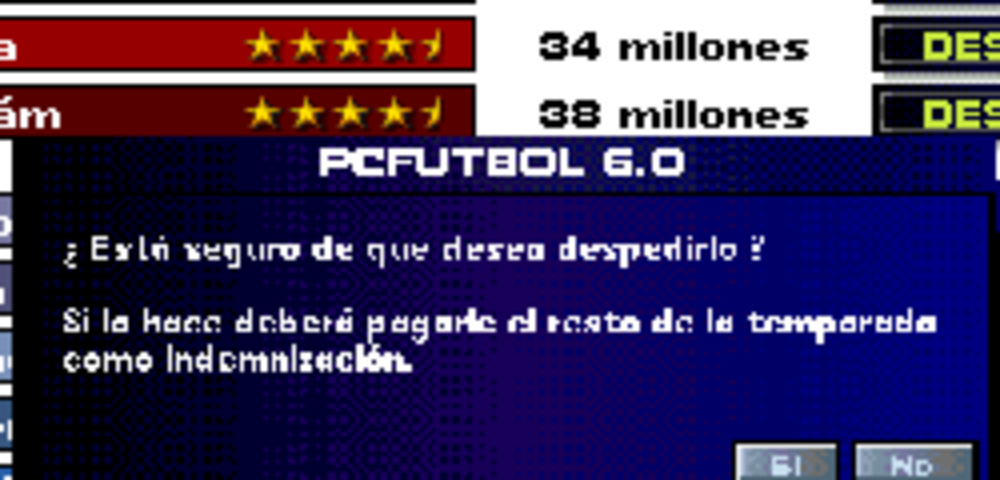 a 34 millones DES
ám 38 millones DES
PCFUTBOL 6.0
¿ Está seguro de que desea despedirlo ?
Si lo hace deberá pagarle el resto de la temporada
como indemnización.
SI No